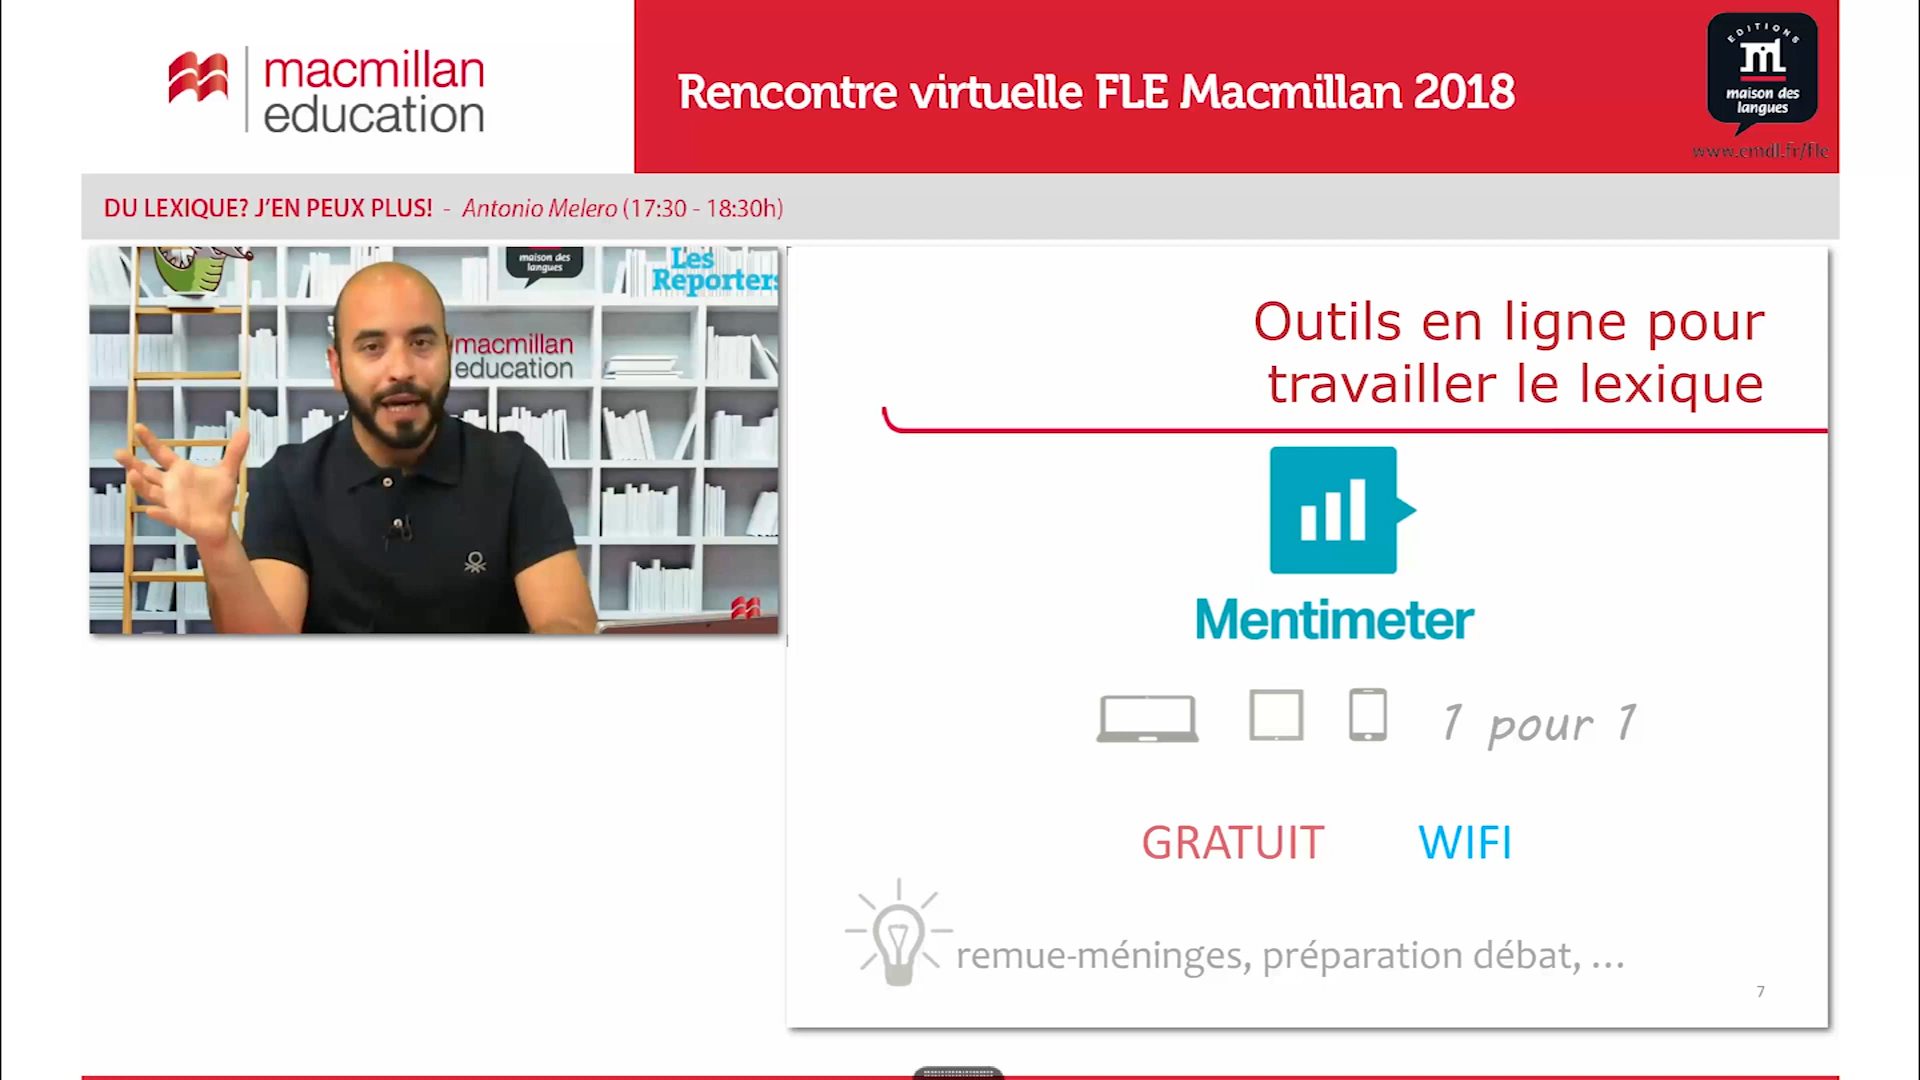 macmillan
education
Rencontre virtuelle FLE Macmillan 2018
EDITIONS
maison des
langues
www.emdl.fr/fle
DU LEXIQUE? J'EN PEUX PLUS! - Antonio Melero (17:30 - 18:30h)
maison des
langues
Les
Reporters
macmillan
education
Outils en ligne pour
travailler le lexique
Mentimeter
1 pour 1
GRATUIT WIFI
remue-méninges, préparation débat, ...
7